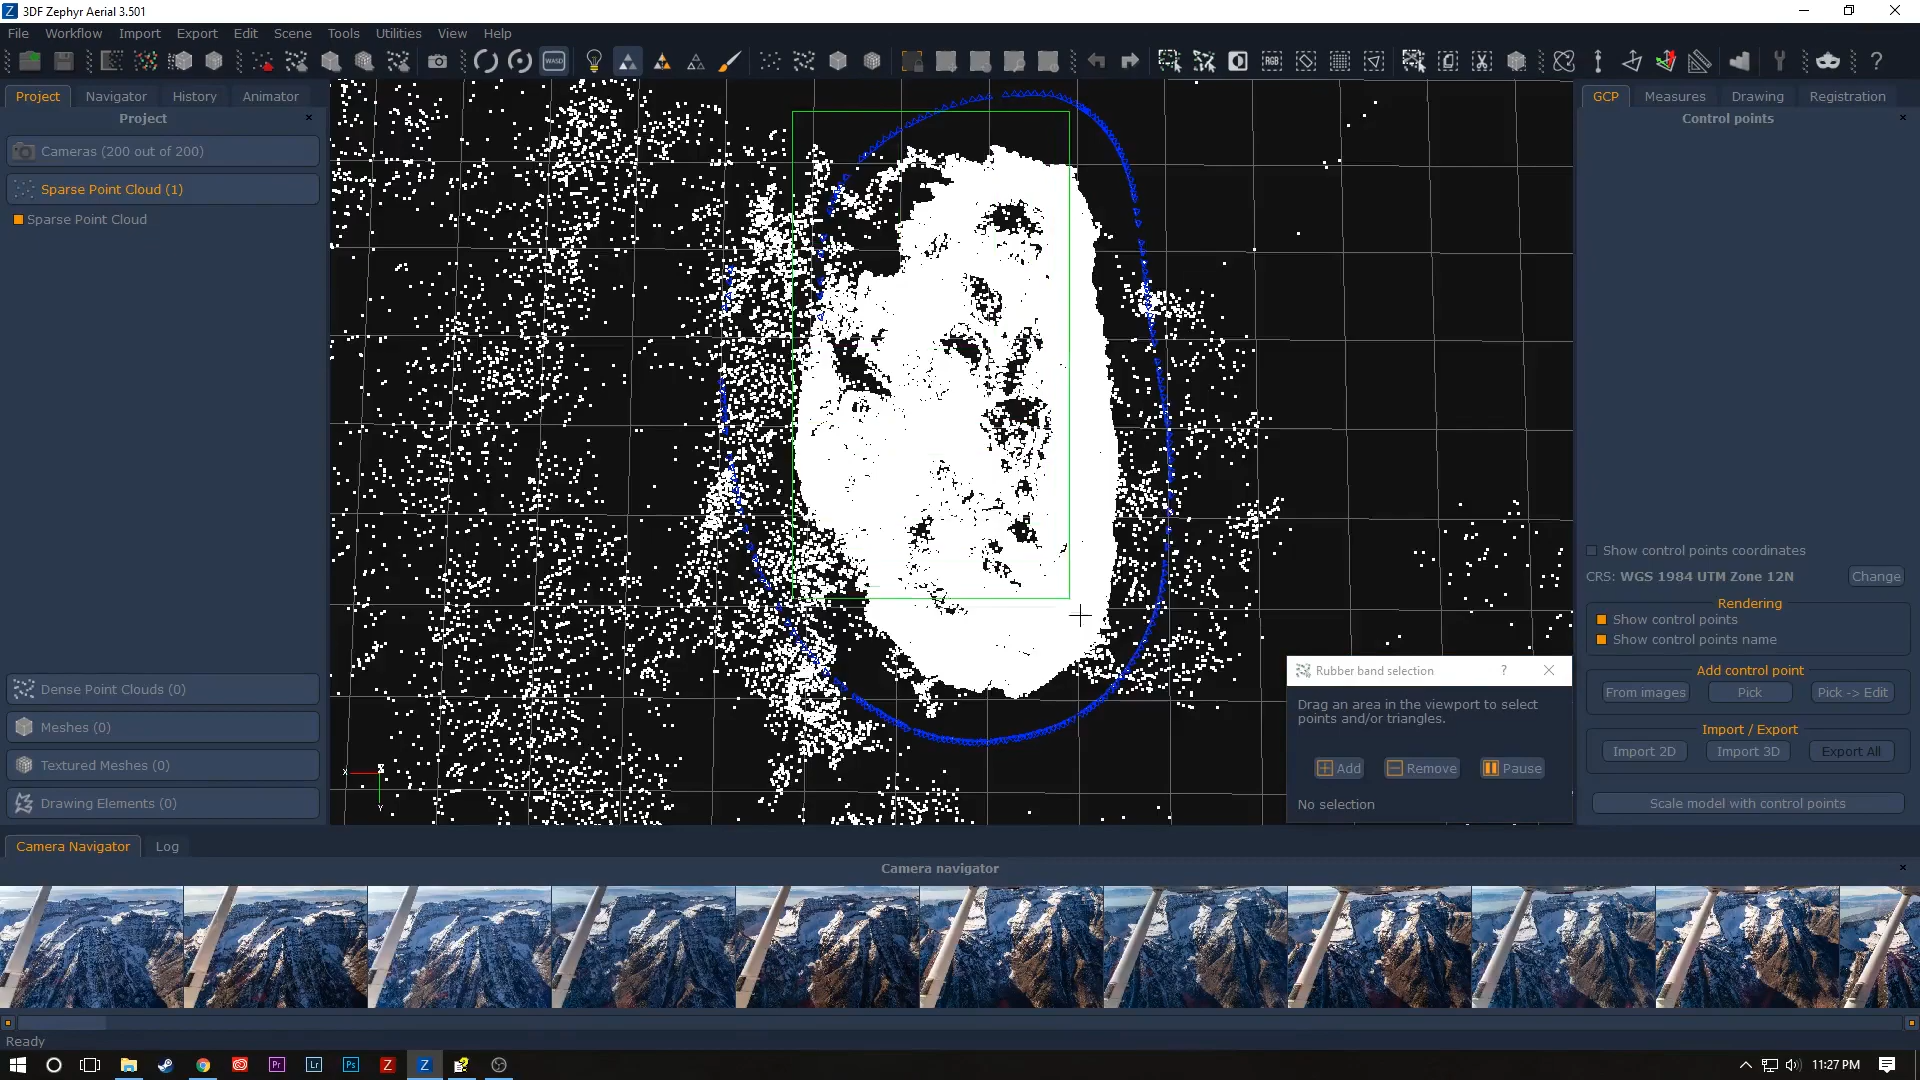 3DF Zephyr Aerial 3.501
File Workflow Import Export Edit Scene Tools Utilities View Help
WASD
RGB
Project Navigator History Animator
Project
Cameras (200 out of 200)
Sparse Point Cloud (1)
Sparse Point Cloud
Dense Point Clouds (0)
Meshes (0)
Textured Meshes (0)
Drawing Elements (0)
X
Y
Rubber band selection
Drag an area in the viewport to select
points and/or triangles.
Add Remove Pause
No selection
GCP Measures Drawing Registration
Control points
Show control points coordinates
CRS: WGS 1984 UTM Zone 12N Change
Rendering
Show control points
Show control points name
Add control point
From images Pick Pick -> Edit
Import / Export
Import 2D Import 3D Export All
Scale model with control points
Camera Navigator Log
Camera navigator
Ready
Pr Lr Ps Z Z
11:27 PM